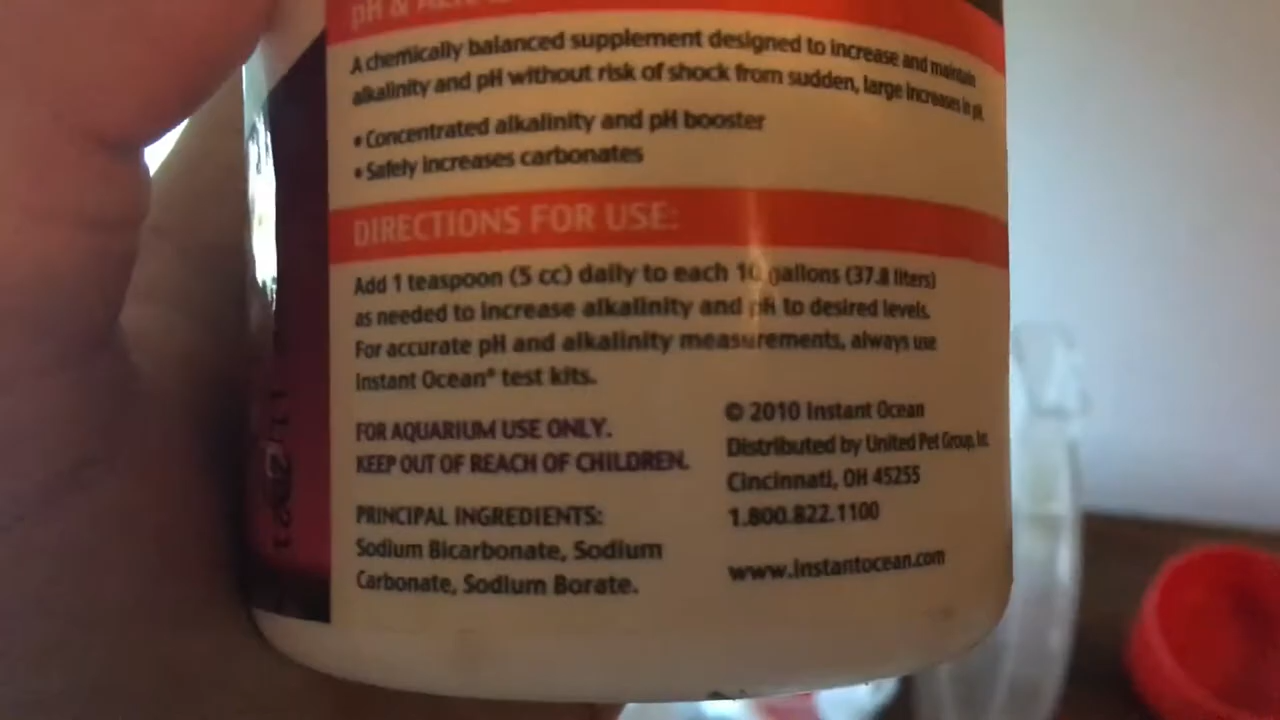 pH &
A chemically balanced supplement designed to increase and maintain
alkalinity and pH without risk of shock from sudden, large increases in pH.
• Concentrated alkalinity and pH booster
• Safely increases carbonates
DIRECTIONS FOR USE:
Add 1 teaspoon (5 cc) daily to each 10 gallons (37.8 liters)
as needed to increase alkalinity and pH to desired levels.
For accurate pH and alkalinity measurements, always use
Instant Ocean® test kits.
FOR AQUARIUM USE ONLY.
KEEP OUT OF REACH OF CHILDREN.
PRINCIPAL INGREDIENTS:
Sodium Bicarbonate, Sodium
Carbonate, Sodium Borate.
© 2010 Instant Ocean
Distributed by United Pet Group, Inc.
Cincinnati, OH 45255
1.800.822.1100
www.instantocean.com